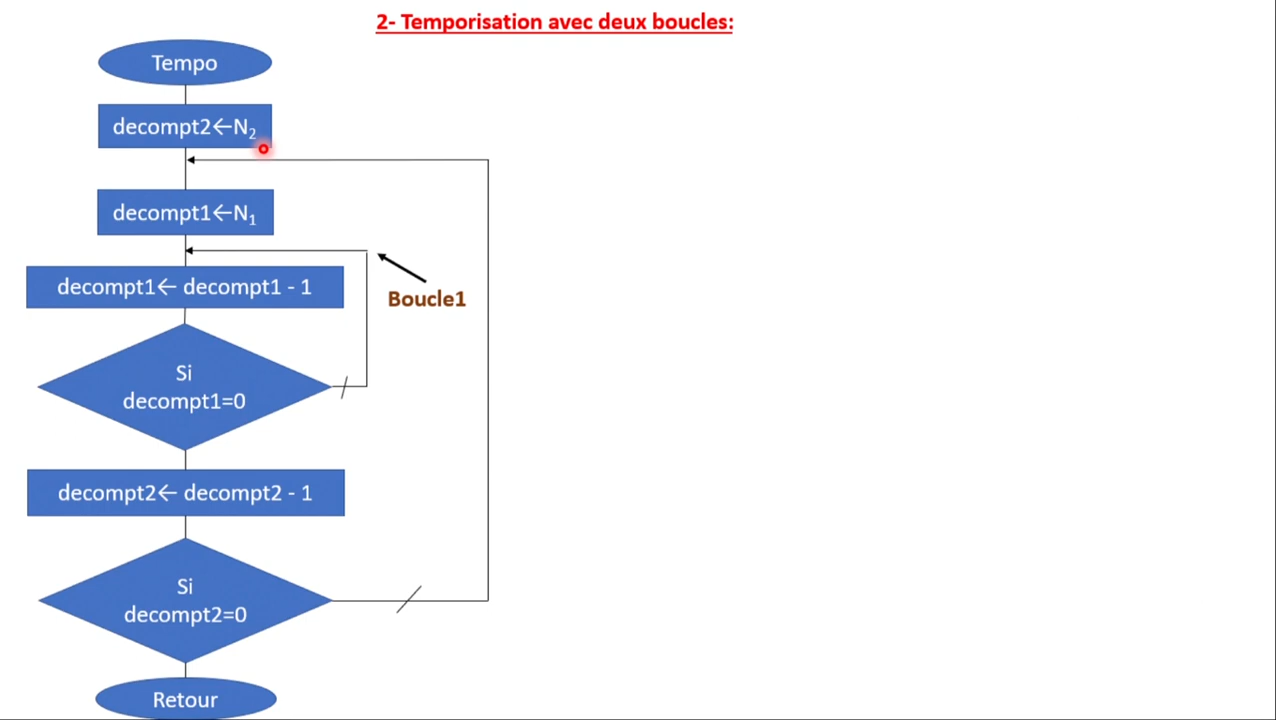 2- Temporisation avec deux boucles:
Tempo
decompt2←N₂
decompt1←N₁
decompt1← decompt1 - 1
Boucle1
Si
decompt1=0
decompt2← decompt2 - 1
Si
decompt2=0
Retour